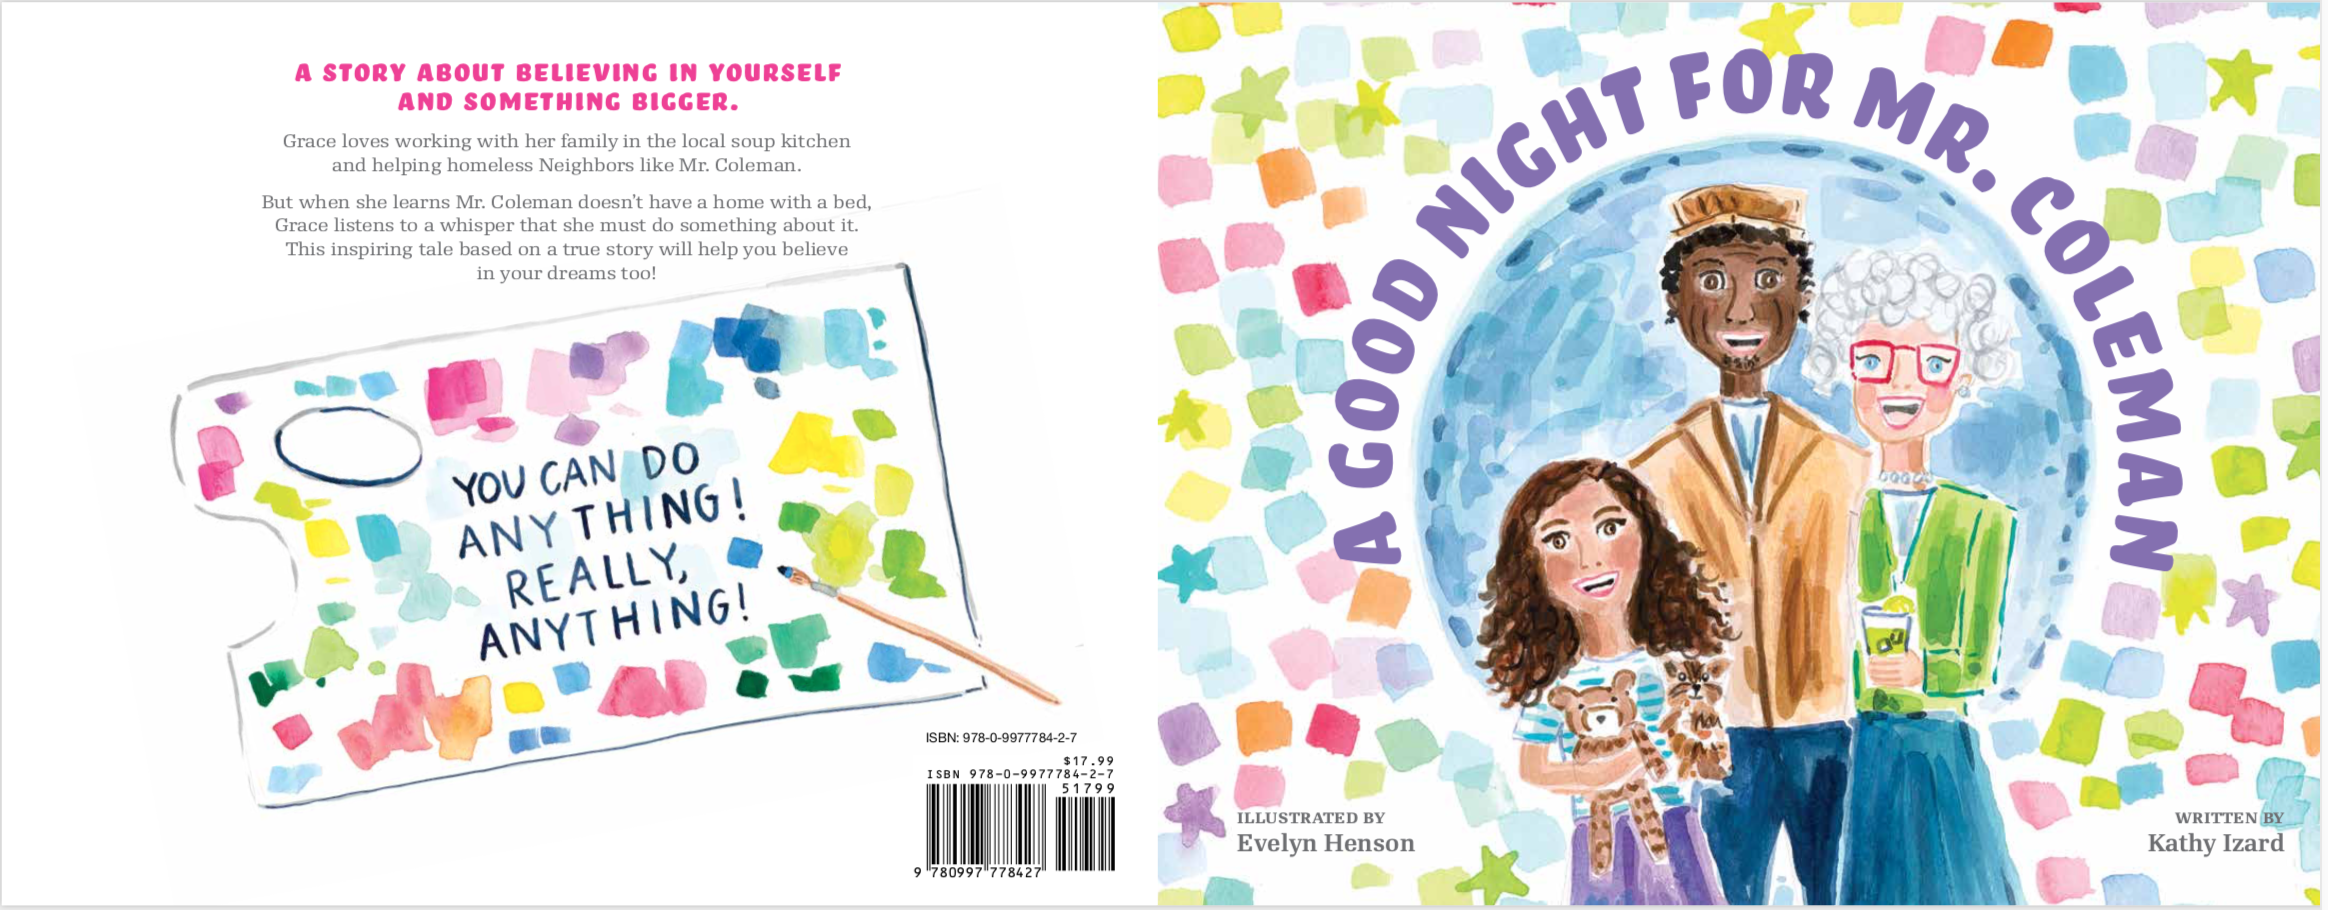 A STORY ABOUT BELIEVING IN YOURSELF
AND SOMETHING BIGGER.
Grace loves working with her family in the local soup kitchen
and helping homeless Neighbors like Mr. Coleman.
But when she learns Mr. Coleman doesn’t have a home with a bed,
Grace listens to a whisper that she must do something about it.
This inspiring tale based on a true story will help you believe
in your dreams too!
YOU CAN DO
ANYTHING!
REALLY,
ANYTHING!
ISBN: 978-0-9977784-2-7
$17.99
ISBN 978-0-9977784-2-7
51799
9 780997 778427
A GOOD NIGHT FOR MR. COLEMAN
ILLUSTRATED BY
Evelyn Henson
WRITTEN BY
Kathy Izard